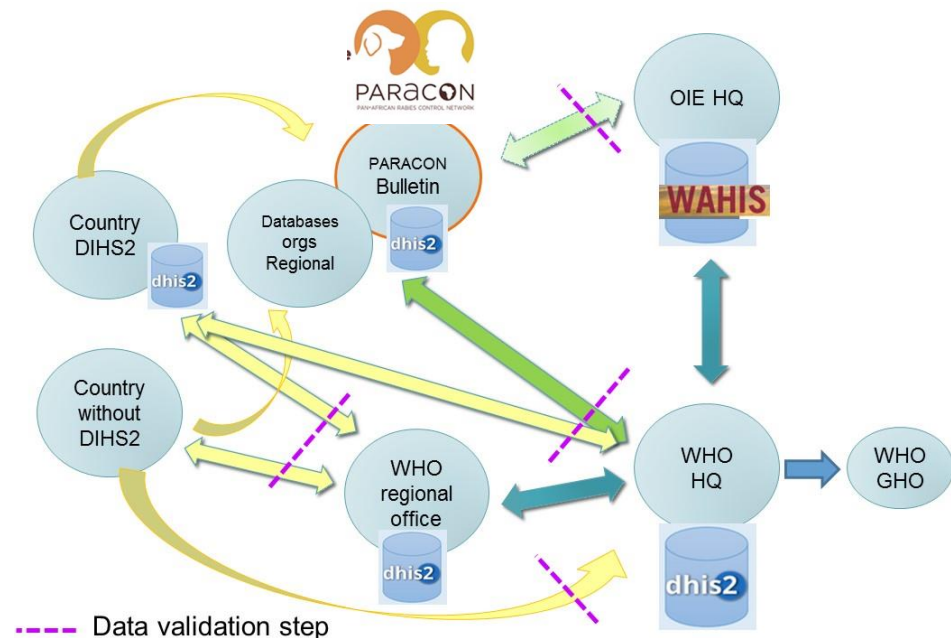 e
PARACON
PAN-AFRICAN RABIES CONTROL NETWORK
OIE HQ
WAHIS
PARACON
Bulletin
dhis2
Databases
orgs
Regional
Country
DIHS2
dhis2
Country
without
DIHS2
WHO
regional
office
dhis2
WHO
HQ
dhis2
WHO
GHO
Data validation step